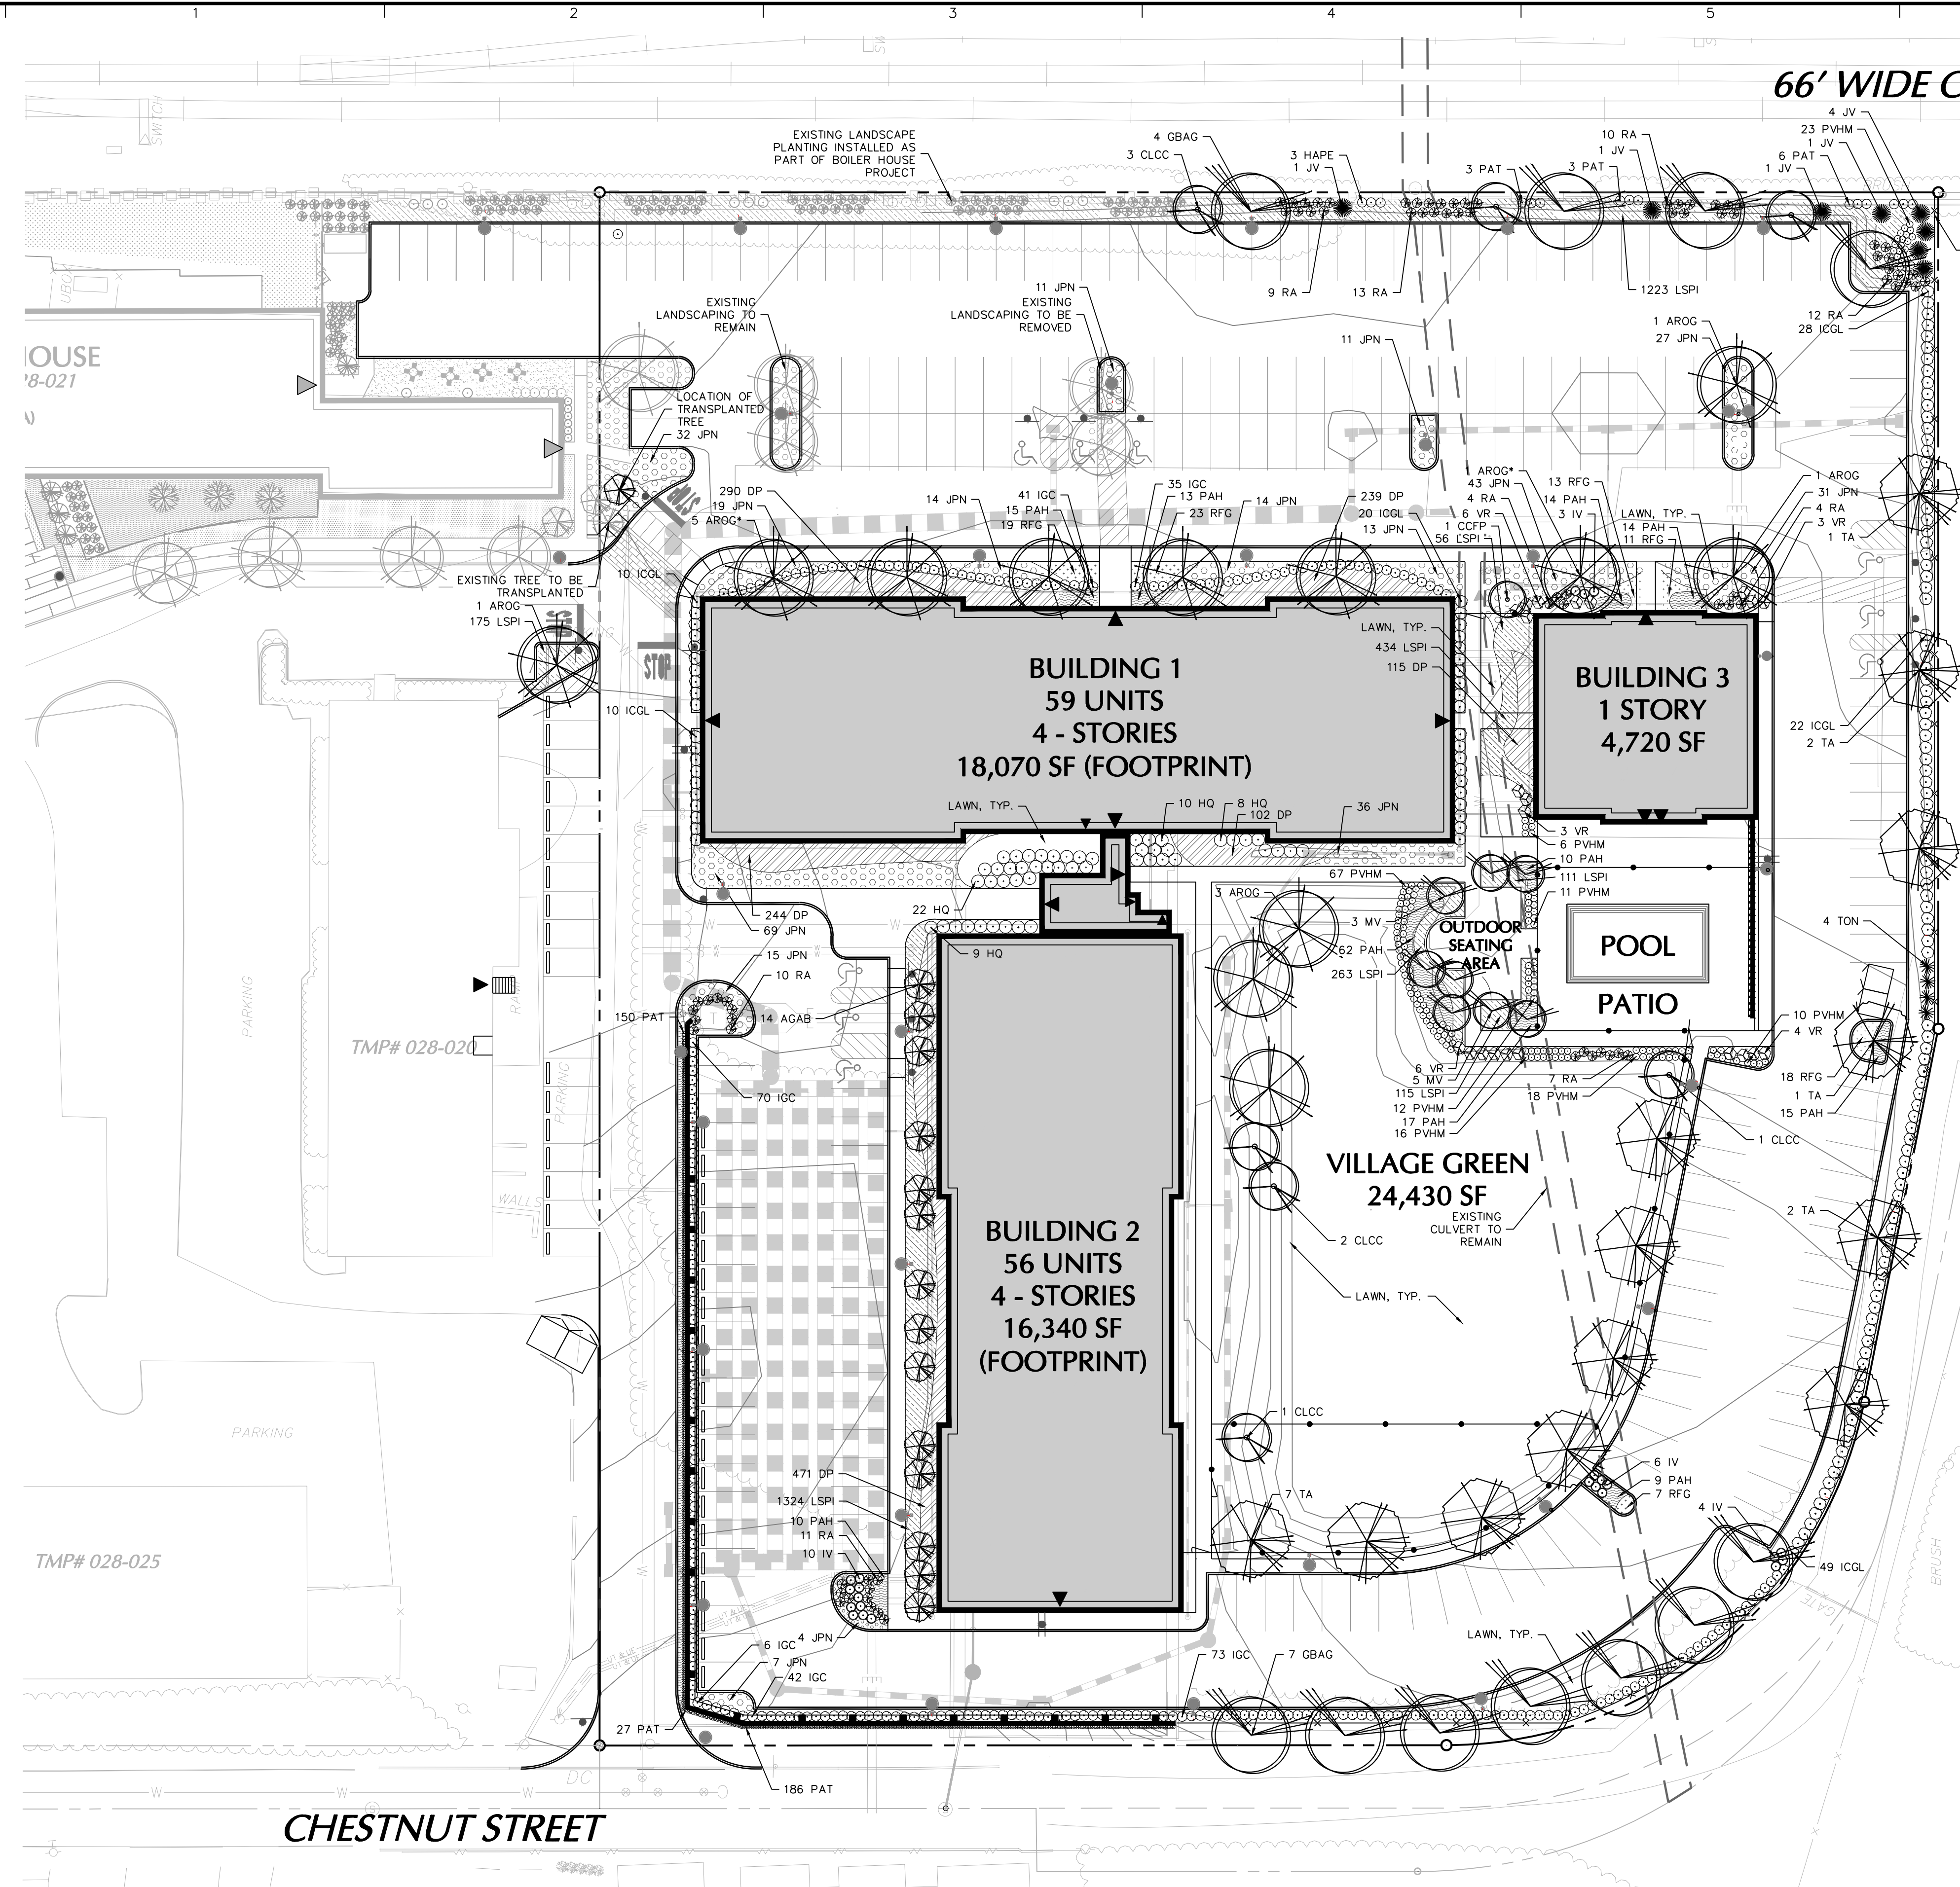 1
2
3
4
5
66' WIDE C
SWITCH
EXISTING LANDSCAPE
PLANTING INSTALLED AS
PART OF BOILER HOUSE
PROJECT
4 GBAG
3 CLCC
3 HAPE
1 JV
3 PAT
3 PAT
10 RA
1 JV
4 JV
23 PVHM
1 JV
6 PAT
1 JV
9 RA
13 RA
1223 LSPI
12 RA
28 ICGL
UBOX
OUSE
28-021
A)
EXISTING
LANDSCAPING TO
REMAIN
11 JPN
EXISTING
LANDSCAPING TO BE
REMOVED
11 JPN
1 AROG
27 JPN
LOCATION OF
TRANSPLANTED
TREE
32 JPN
290 DP
19 JPN
5 AROG*
14 JPN
41 IGC
15 PAH
19 RFG
35 IGC
13 PAH
23 RFG
14 JPN
239 DP
20 ICGL
13 JPN
1 AROG*
43 JPN
4 RA
6 VR
1 CCFP
56 LSPI
13 RFG
14 PAH
3 IV
LAWN, TYP.
14 PAH
11 RFG
1 AROG
31 JPN
4 RA
3 VR
1 TA
EXISTING TREE TO BE
TRANSPLANTED
1 AROG
175 LSPI
10 ICGL
STOP
10 ICGL
BUILDING 1
59 UNITS
4 - STORIES
18,070 SF (FOOTPRINT)
LAWN, TYP.
434 LSPI
115 DP
BUILDING 3
1 STORY
4,720 SF
22 ICGL
2 TA
LAWN, TYP.
10 HQ
8 HQ
102 DP
36 JPN
3 VR
6 PVHM
10 PAH
111 LSPI
11 PVHM
67 PVHM
3 AROG
3 MV
62 PAH
263 LSPI
OUTDOOR
SEATING
AREA
POOL
PATIO
4 TON
22 HQ
244 DP
69 JPN
9 HQ
15 JPN
10 RA
150 PAT
14 AGAB
70 IGC
PARKING
RAMP
TMP# 028-020
PARKING
WALLS
10 PVHM
4 VR
18 RFG
1 TA
15 PAH
6 VR
5 MV
115 LSPI
12 PVHM
17 PAH
16 PVHM
7 RA
18 PVHM
1 CLCC
VILLAGE GREEN
24,430 SF
EXISTING
CULVERT TO
REMAIN
2 TA
2 CLCC
BUILDING 2
56 UNITS
4 - STORIES
16,340 SF
(FOOTPRINT)
LAWN, TYP.
1 CLCC
PARKING
471 DP
1324 LSPI
10 PAH
11 RA
10 IV
7 TA
6 IV
9 PAH
7 RFG
4 IV
49 ICGL
BRUSH
GATE
TMP# 028-025
4 JPN
6 IGC
7 JPN
42 IGC
73 IGC
7 GBAG
LAWN, TYP.
27 PAT
186 PAT
DC
CHESTNUT STREET